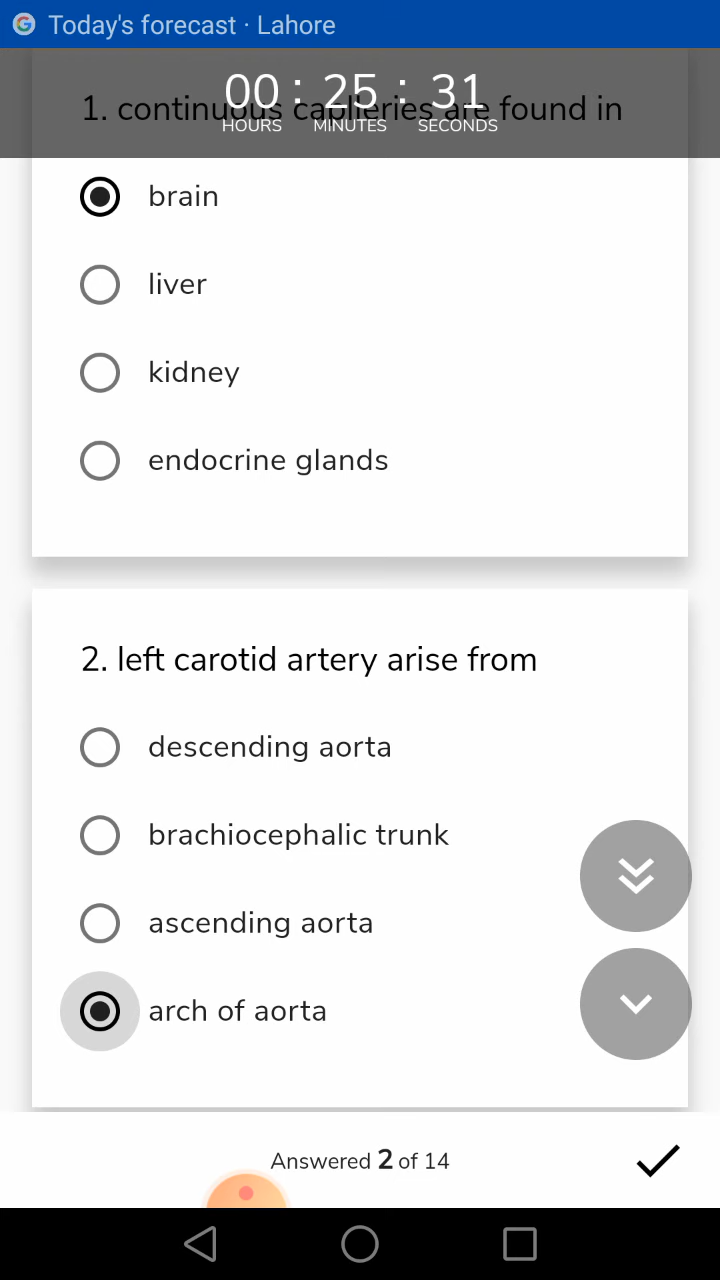 Today's forecast · Lahore
00 : 25 : 31
HOURS MINUTES SECONDS
1. continuous capilleries are found in
brain
liver
kidney
endocrine glands
2. left carotid artery arise from
descending aorta
brachiocephalic trunk
ascending aorta
arch of aorta
Answered 2 of 14